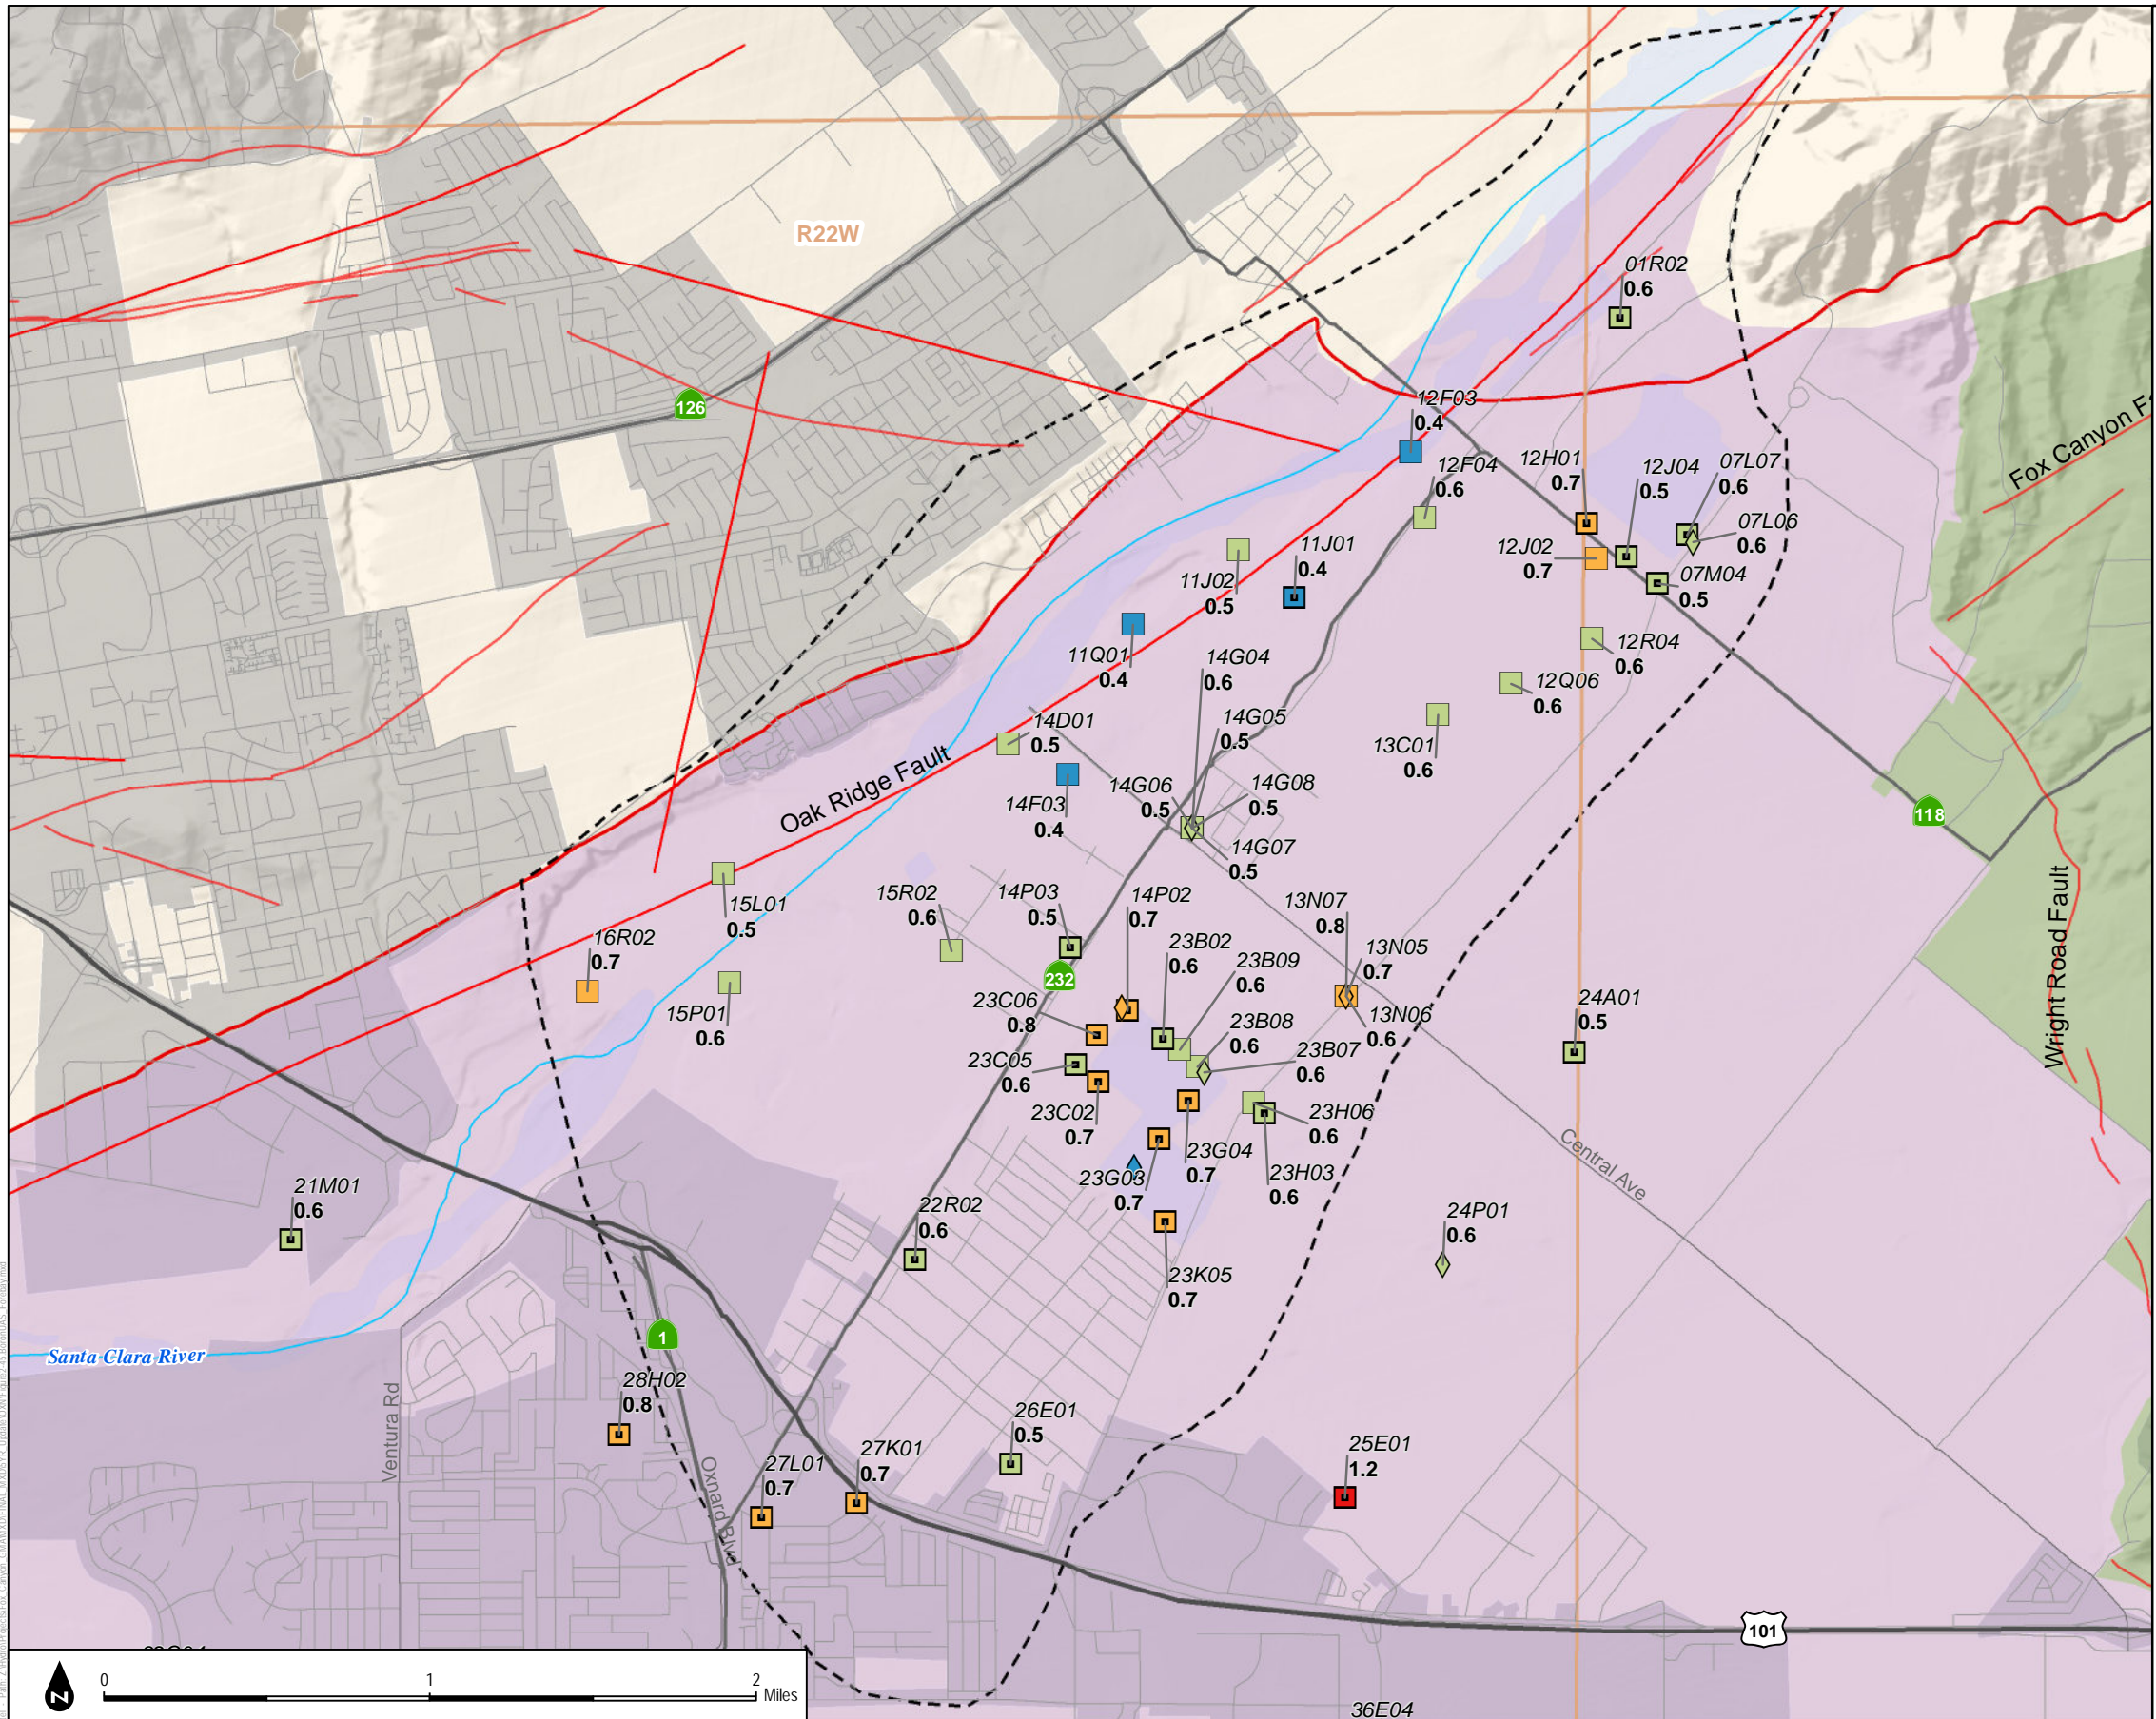 R22W
01R02
0.6
126
12F03
0.4
Fox Canyon F
12F04
0.6
12H01
0.7
12J04
0.5
07L07
0.6
07L06
0.6
12J02
0.7
07M04
0.5
11J01
0.4
11J02
0.5
11Q01
0.4
12R04
0.6
12Q06
0.6
14G04
0.6
14G05
0.5
14D01
0.5
13C01
0.6
Oak Ridge Fault
14G06
0.5
14G08
0.5
14F03
0.4
118
14G07
0.5
15L01
0.5
15R02
0.6
14P03
0.5
14P02
0.7
13N07
0.8
16R02
0.7
23B02
0.6
23B09
0.6
13N05
0.7
232
15P01
0.6
23C06
0.8
23B08
0.6
13N06
0.6
24A01
0.5
Wright Road Fault
23C05
0.6
23B07
0.6
23C02
0.7
23H06
0.6
23G04
0.7
23G03
0.7
23H03
0.6
Central Ave
21M01
0.6
22R02
0.6
24P01
0.6
23K05
0.7
1
Santa Clara River
28H02
0.8
Ventura Rd
26E01
0.5
25E01
1.2
27L01
0.7
27K01
0.7
Oxnard Blvd
101
N
0 1 2
Miles
36E04